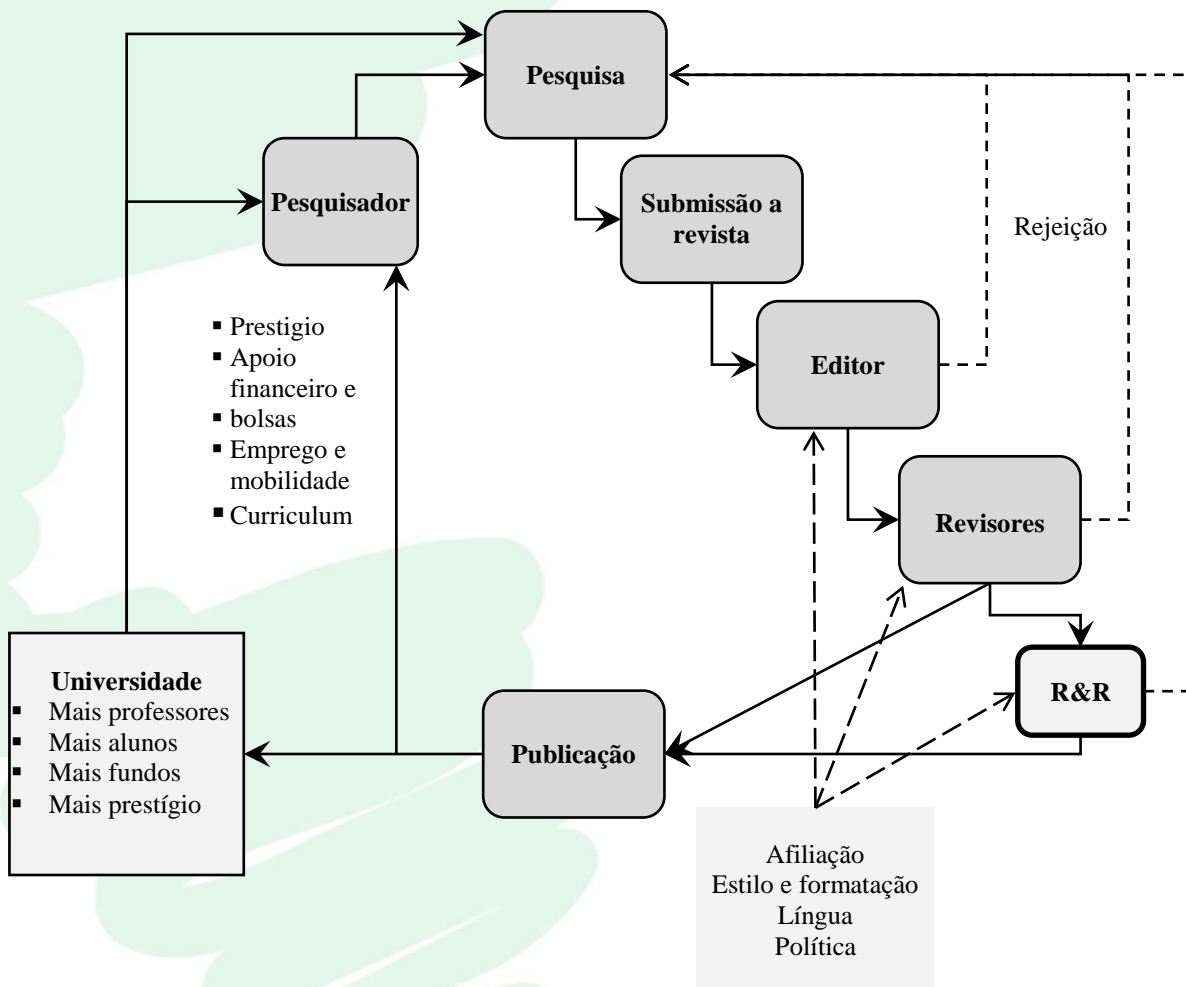 Pesquisa
Pesquisador
Submissão a
revista
Rejeição
▪ Prestigio
▪ Apoio
financeiro e
▪ bolsas
▪ Emprego e
mobilidade
▪ Curriculum
Editor
Revisores
R&R
Universidade
▪ Mais professores
▪ Mais alunos
▪ Mais fundos
▪ Mais prestígio
Publicação
Afiliação
Estilo e formatação
Língua
Política